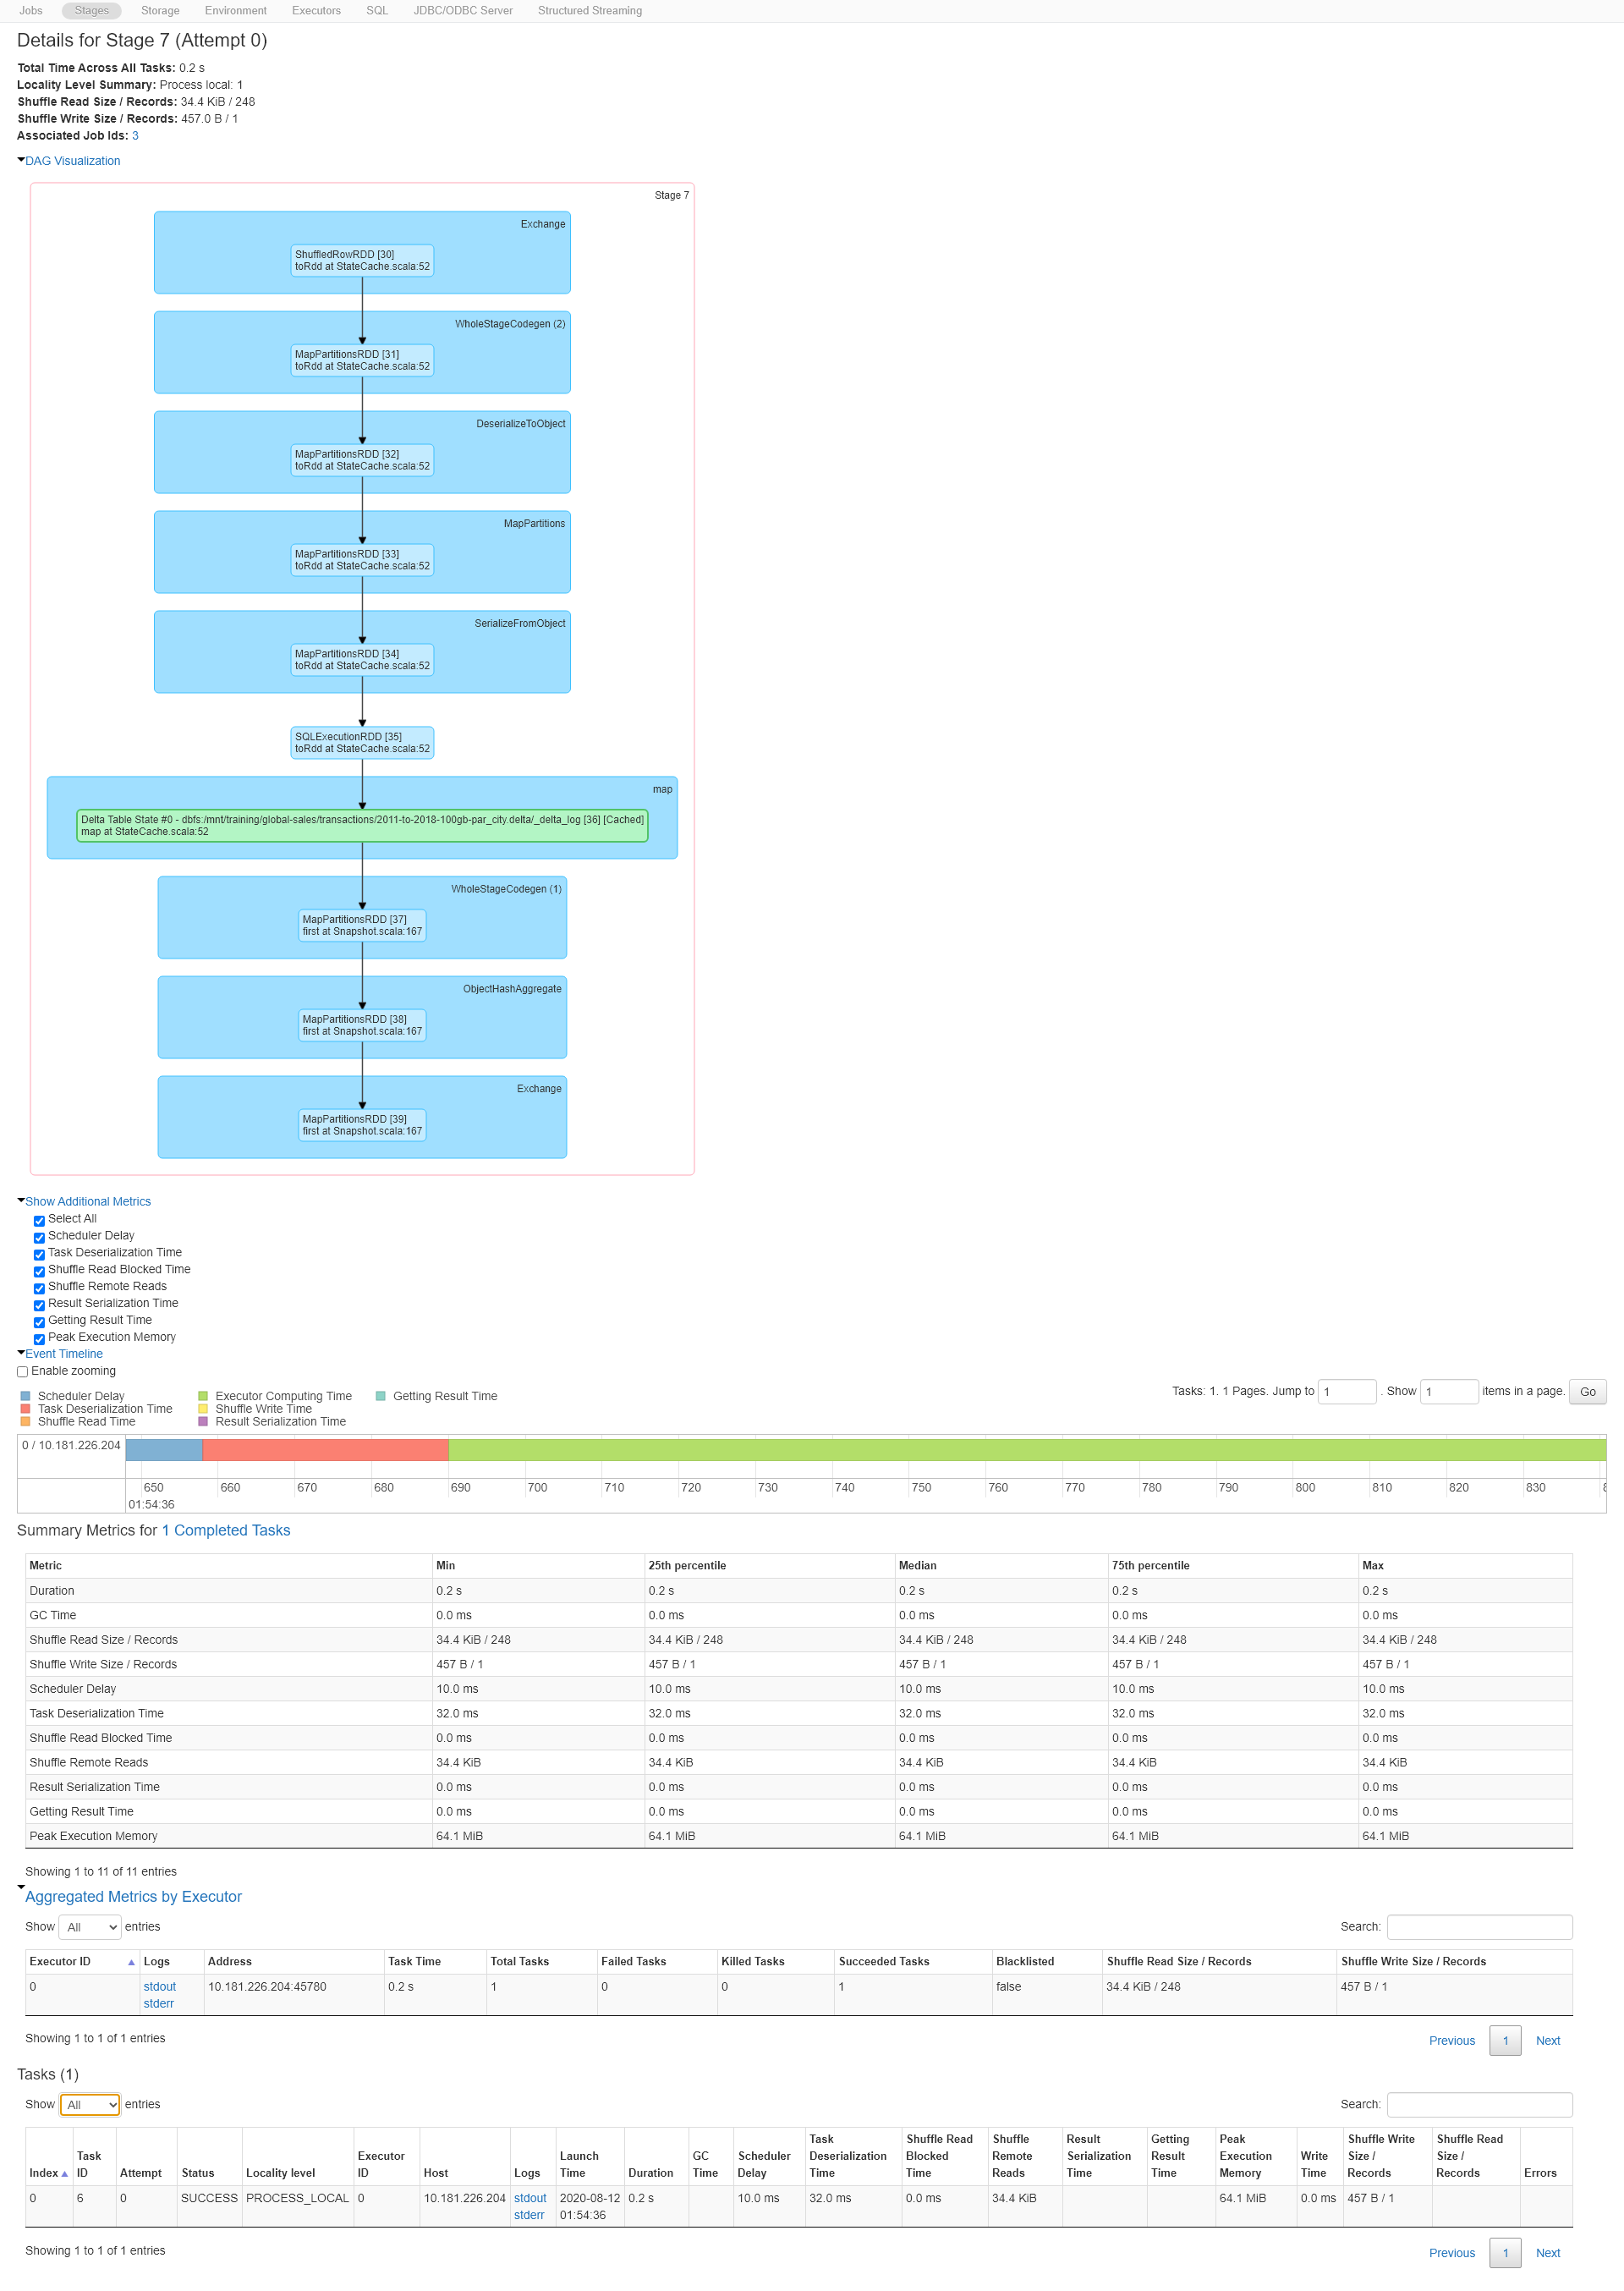 Jobs Stages Storage Environment Executors SQL JDBC/ODBC Server Structured Streaming
Details for Stage 7 (Attempt 0)
Total Time Across All Tasks: 0.2 s
Locality Level Summary: Process local: 1
Shuffle Read Size / Records: 34.4 KiB / 248
Shuffle Write Size / Records: 457.0 B / 1
Associated Job Ids: 3
DAG Visualization
Stage 7
Exchange
ShuffledRowRDD [30]
toRdd at StateCache.scala:52
WholeStageCodegen (2)
MapPartitionsRDD [31]
toRdd at StateCache.scala:52
DeserializeToObject
MapPartitionsRDD [32]
toRdd at StateCache.scala:52
MapPartitions
MapPartitionsRDD [33]
toRdd at StateCache.scala:52
SerializeFromObject
MapPartitionsRDD [34]
toRdd at StateCache.scala:52
SQLExecutionRDD [35]
toRdd at StateCache.scala:52
map
Delta Table State #0 - dbfs:/mnt/training/global-sales/transactions/2011-to-2018-100gb-par_city.delta/_delta_log [36] [Cached]
map at StateCache.scala:52
WholeStageCodegen (1)
MapPartitionsRDD [37]
first at Snapshot.scala:167
ObjectHashAggregate
MapPartitionsRDD [38]
first at Snapshot.scala:167
Exchange
MapPartitionsRDD [39]
first at Snapshot.scala:167
Show Additional Metrics
Select All
Scheduler Delay
Task Deserialization Time
Shuffle Read Blocked Time
Shuffle Remote Reads
Result Serialization Time
Getting Result Time
Peak Execution Memory
Event Timeline
Enable zooming
Scheduler Delay Executor Computing Time Getting Result Time
Task Deserialization Time Shuffle Write Time
Shuffle Read Time Result Serialization Time
Tasks: 1. 1 Pages. Jump to 1 . Show 1 items in a page. Go
0 / 10.181.226.204
650 660 670 680 690 700 710 720 730 740 750 760 770 780 790 800 810 820 830
01:54:36
Summary Metrics for 1 Completed Tasks
Metric Min 25th percentile Median 75th percentile Max
Duration 0.2 s 0.2 s 0.2 s 0.2 s 0.2 s
GC Time 0.0 ms 0.0 ms 0.0 ms 0.0 ms 0.0 ms
Shuffle Read Size / Records 34.4 KiB / 248 34.4 KiB / 248 34.4 KiB / 248 34.4 KiB / 248 34.4 KiB / 248
Shuffle Write Size / Records 457 B / 1 457 B / 1 457 B / 1 457 B / 1 457 B / 1
Scheduler Delay 10.0 ms 10.0 ms 10.0 ms 10.0 ms 10.0 ms
Task Deserialization Time 32.0 ms 32.0 ms 32.0 ms 32.0 ms 32.0 ms
Shuffle Read Blocked Time 0.0 ms 0.0 ms 0.0 ms 0.0 ms 0.0 ms
Shuffle Remote Reads 34.4 KiB 34.4 KiB 34.4 KiB 34.4 KiB 34.4 KiB
Result Serialization Time 0.0 ms 0.0 ms 0.0 ms 0.0 ms 0.0 ms
Getting Result Time 0.0 ms 0.0 ms 0.0 ms 0.0 ms 0.0 ms
Peak Execution Memory 64.1 MiB 64.1 MiB 64.1 MiB 64.1 MiB 64.1 MiB
Showing 1 to 11 of 11 entries
Aggregated Metrics by Executor
Show All entries Search:
Executor ID Logs Address Task Time Total Tasks Failed Tasks Killed Tasks Succeeded Tasks Blacklisted Shuffle Read Size / Records Shuffle Write Size / Records
0 stdout 10.181.226.204:45780 0.2 s 1 0 0 1 false 34.4 KiB / 248 457 B / 1
stderr
Showing 1 to 1 of 1 entries Previous 1 Next
Tasks (1)
Show All entries Search:
Task Shuffle Read Shuffle Result Getting Peak Shuffle Write Shuffle Read
Task Executor Launch GC Scheduler Deserialization Blocked Remote Serialization Result Execution Write Size / Size /
Index ID Attempt Status Locality level ID Host Logs Time Duration Time Delay Time Time Reads Time Time Memory Time Records Records Errors
0 6 0 SUCCESS PROCESS_LOCAL 0 10.181.226.204 stdout 2020-08-12 0.2 s 10.0 ms 32.0 ms 0.0 ms 34.4 KiB 64.1 MiB 0.0 ms 457 B / 1
stderr 01:54:36
Showing 1 to 1 of 1 entries Previous 1 Next